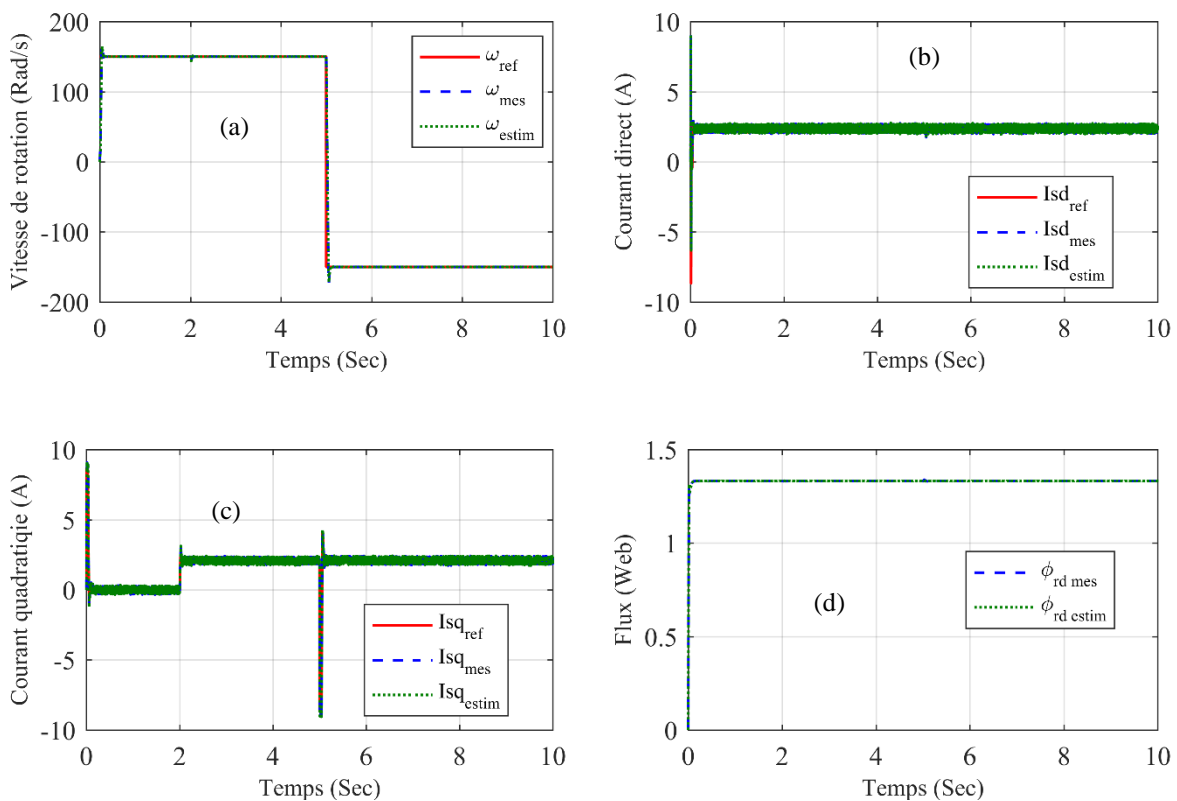 200
100
0
-100
-200
Vitesse de rotation (Rad/s)
0 2 4 6 8 10
Temps (Sec)
(a)
ω_ref
ω_mes
ω_estim
10
5
0
-5
-10
Courant direct (A)
0 2 4 6 8 10
Temps (Sec)
(b)
Isd_ref
Isd_mes
Isd_estim
10
5
0
-5
-10
Courant quadratiqie (A)
0 2 4 6 8 10
Temps (Sec)
(c)
Isq_ref
Isq_mes
Isq_estim
1.5
1
0.5
0
Flux (Web)
0 2 4 6 8 10
Temps (Sec)
(d)
ϕ_rd mes
ϕ_rd estim